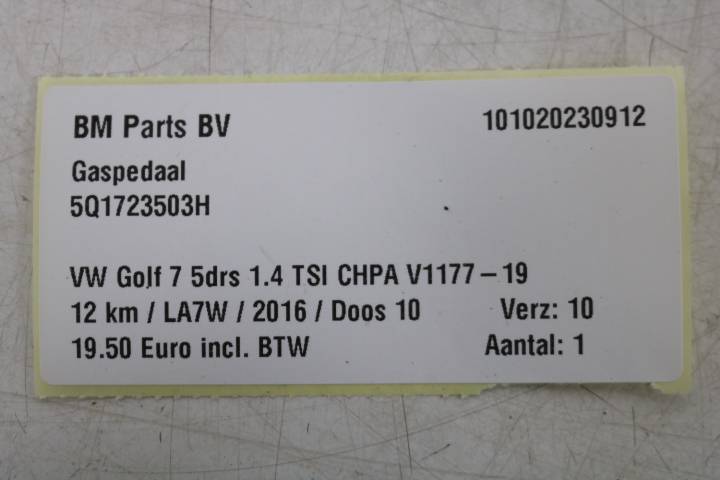 BM Parts BV 101020230912
Gaspedaal
5Q1723503H
VW Golf 7 5drs 1.4 TSI CHPA V1177-19
12 km / LA7W / 2016 / Doos 10 Verz: 10
19.50 Euro incl. BTW Aantal: 1